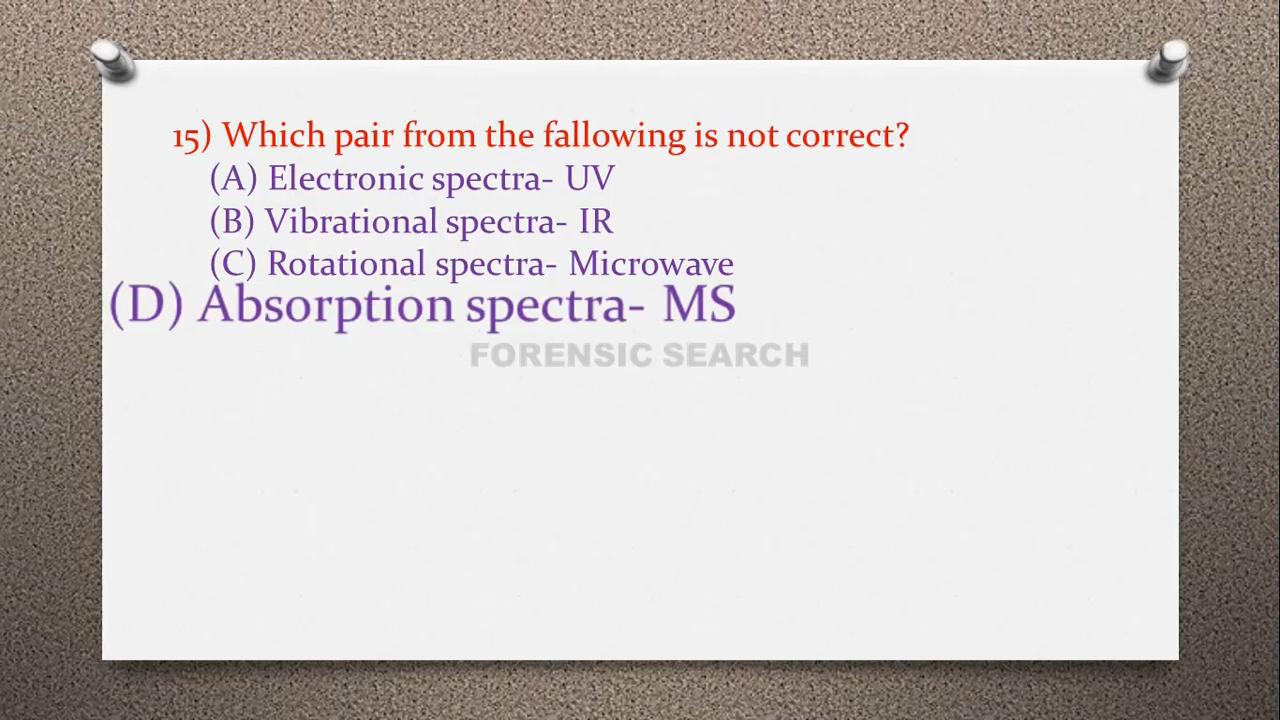 15) Which pair from the fallowing is not correct?
(A) Electronic spectra- UV
(B) Vibrational spectra- IR
(C) Rotational spectra- Microwave
(D) Absorption spectra- MS
FORENSIC SEARCH